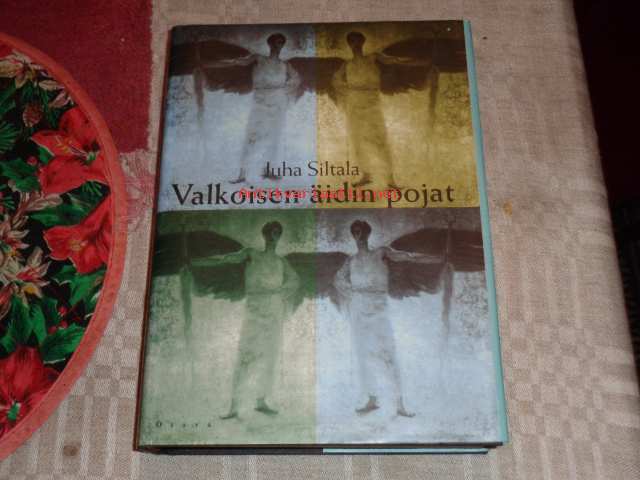 Juha Siltala
Valkoisen äidin pojat
Otava